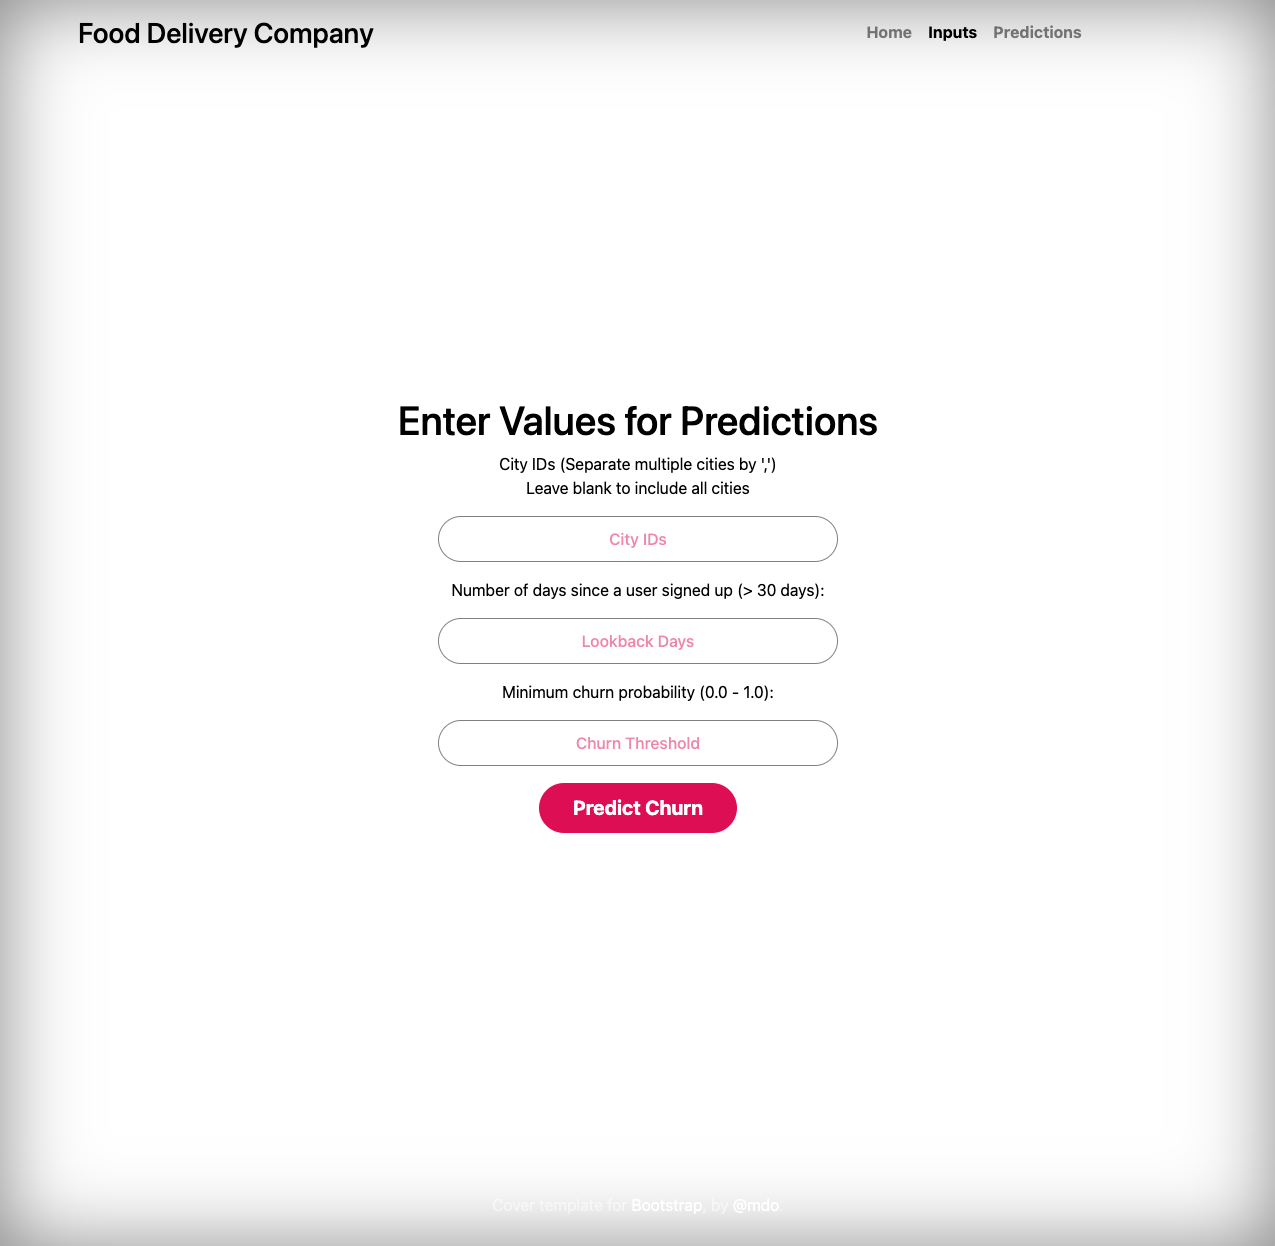 Food Delivery Company
Home Inputs Predictions
Enter Values for Predictions
City IDs (Separate multiple cities by ',')
Leave blank to include all cities
City IDs
Number of days since a user signed up (> 30 days):
Lookback Days
Minimum churn probability (0.0 - 1.0):
Churn Threshold
Predict Churn
Cover template for Bootstrap, by @mdo.